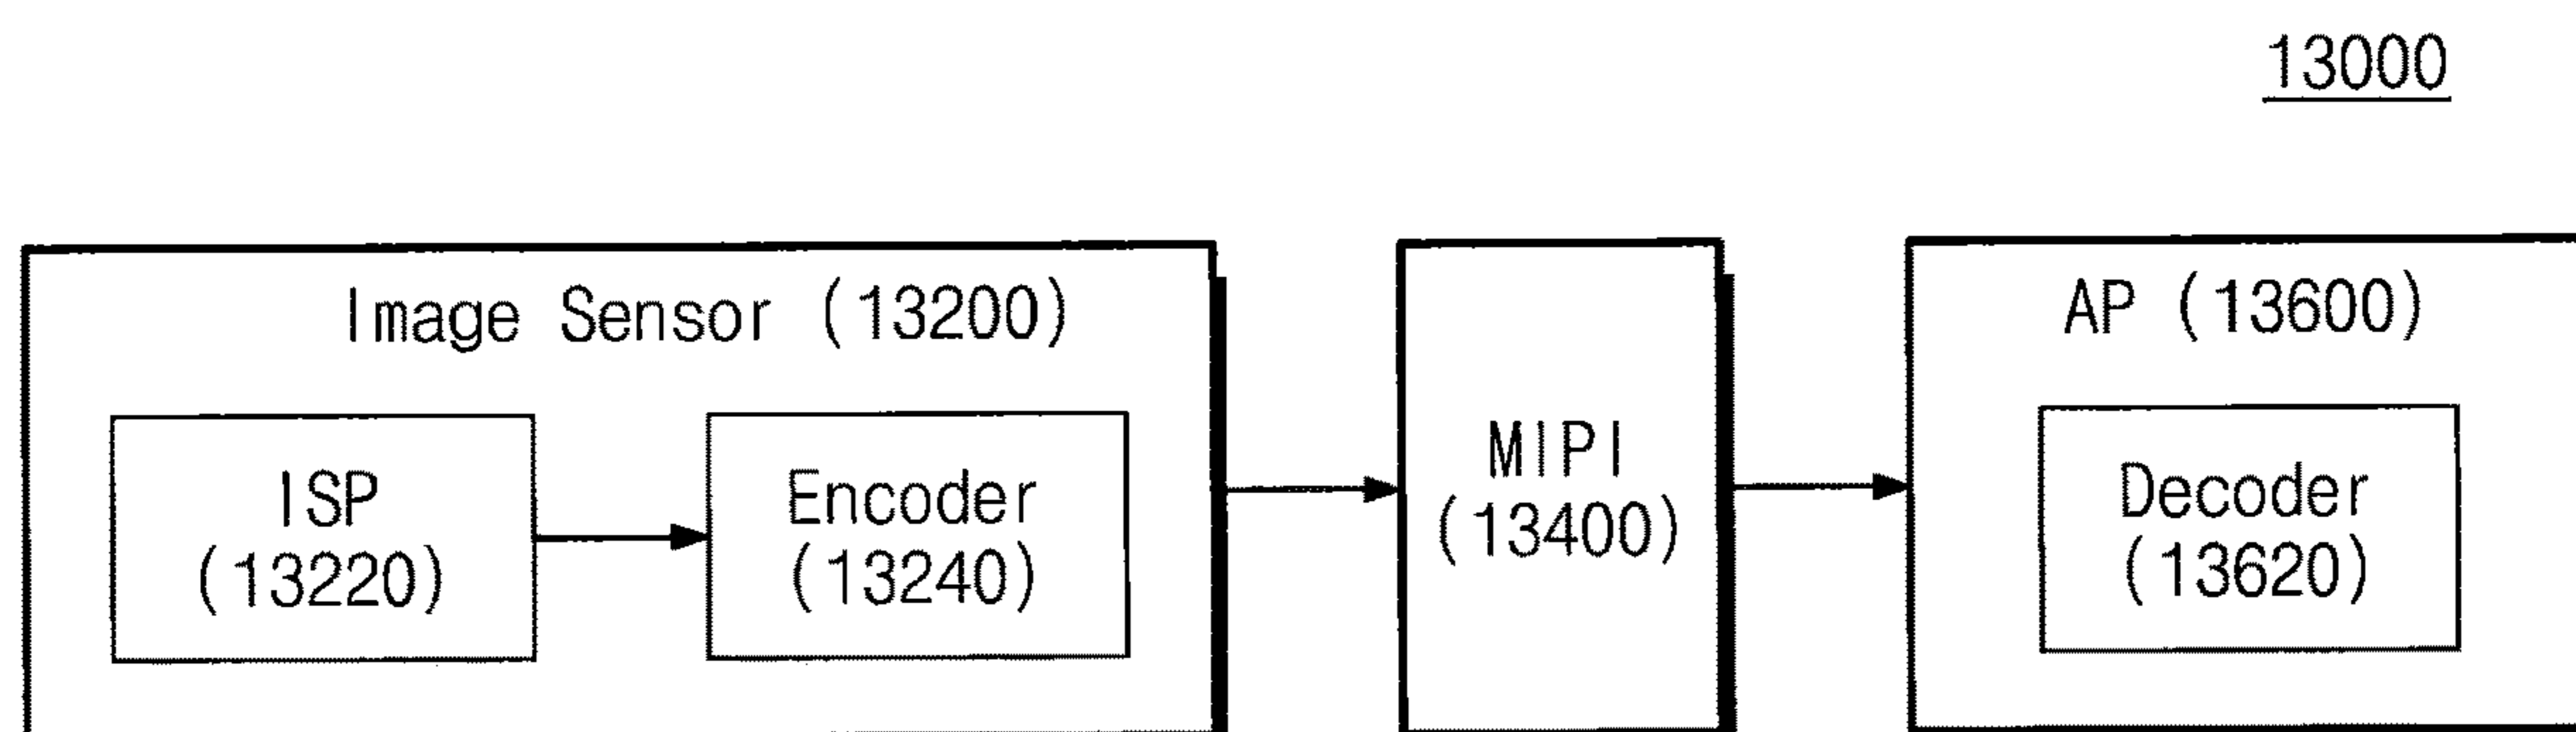 13000
Image Sensor (13200)
ISP
(13220)
Encoder
(13240)
MIPI
(13400)
AP (13600)
Decoder
(13620)